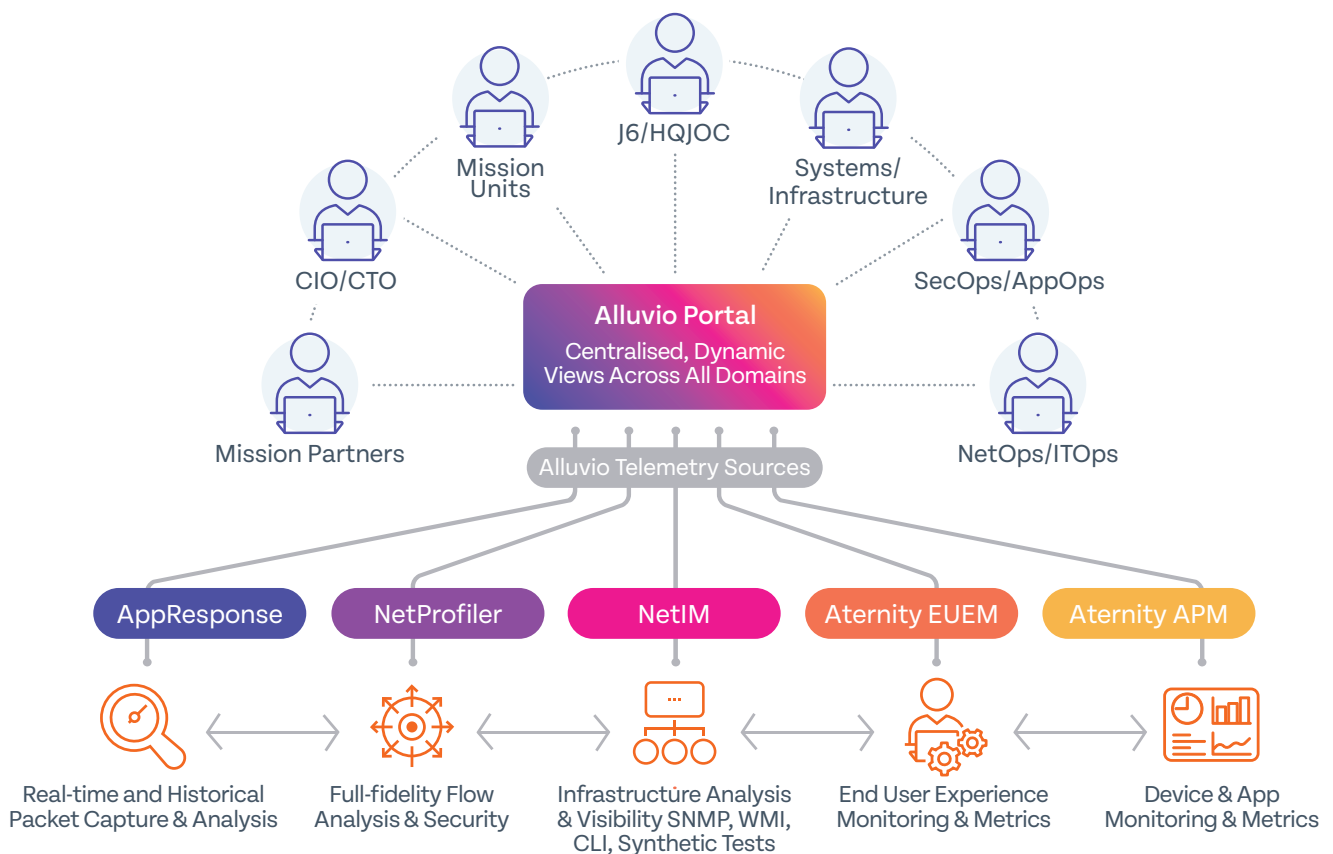 J6/HQJOC
Mission
Units
Systems/
Infrastructure
CIO/CTO
SecOps/AppOps
Alluvio Portal
Centralised, Dynamic
Views Across All Domains
Mission Partners
NetOps/ITOps
Alluvio Telemetry Sources
AppResponse
NetProfiler
NetIM
Aternity EUEM
Aternity APM
Real-time and Historical
Packet Capture & Analysis
Full-fidelity Flow
Analysis & Security
Infrastructure Analysis
& Visibility SNMP, WMI,
CLI, Synthetic Tests
End User Experience
Monitoring & Metrics
Device & App
Monitoring & Metrics